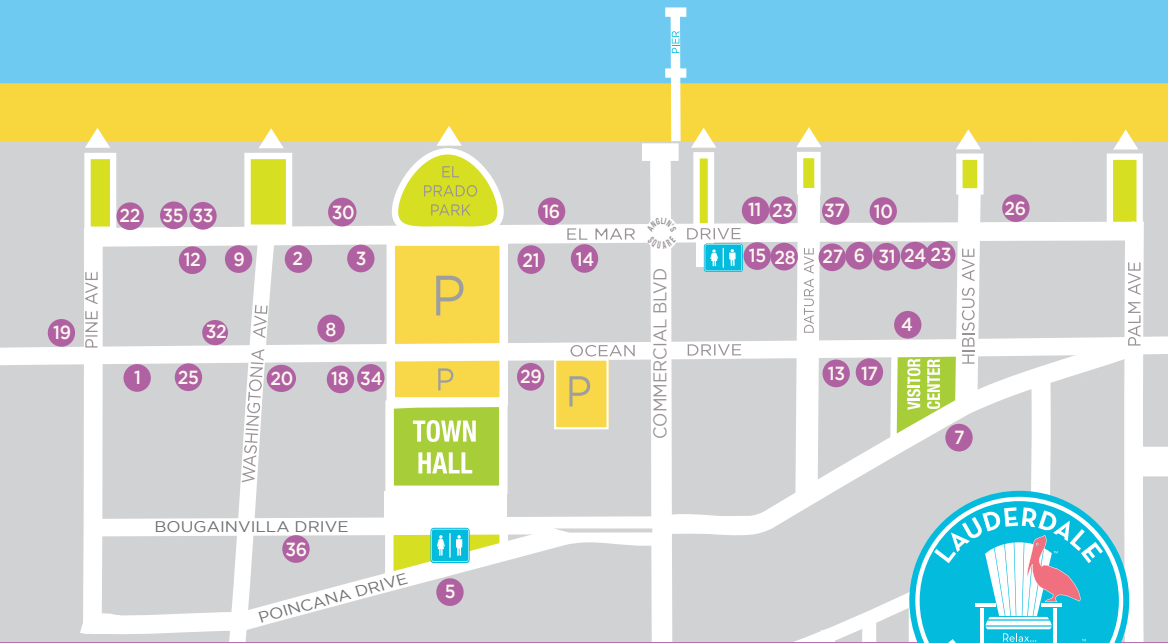 PIER
EL
PRADO
PARK
22
35
33
30
16
11
23
37
10
26
EL MAR
ANGLIN'S
SQUARE
DRIVE
12
9
2
3
21
14
15
28
27
6
31
24
23
P
PINE AVE
WASHINGTONIA AVE
COMMERCIAL BLVD
DATURA AVE
HIBISCUS AVE
PALM AVE
19
32
8
4
OCEAN
DRIVE
1
25
20
18
34
P
29
P
13
17
VISITOR
CENTER
TOWN
HALL
7
BOUGAINVILLA DRIVE
36
POINCANA DRIVE
5
LAUDERDALE
Relax...